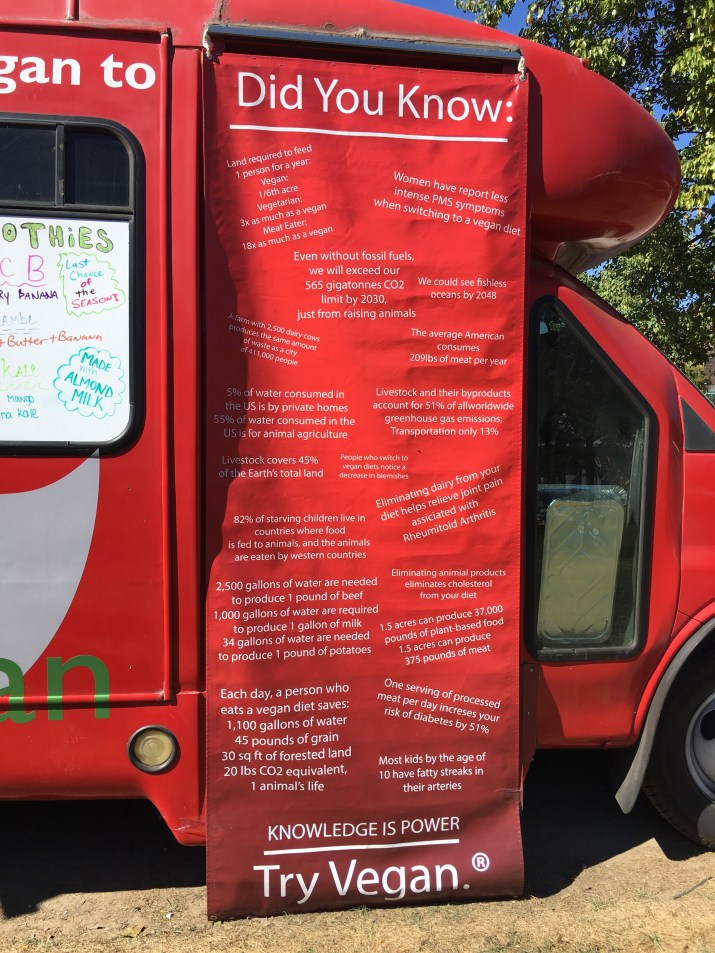 gan to
OTHiES
C B
RY BANANA
Last
Chance
of
the
SEASON!
+ Butter + BANANA
MADE
with
ALMOND
MILK
KALE
MANGO
na kale
an
Did You Know:
Land required to feed
1 person for a year:
Vegan:
1/6th acre
Vegetarian:
3x as much as a vegan
Meat Eater:
18x as much as a vegan
Women have report less
intense PMS symptoms
when switching to a vegan diet
Even without fossil fuels,
we will exceed our
565 gigatonnes CO2
limit by 2030,
just from raising animals
We could see fishless
oceans by 2048
A farm with 2,500 dairy cows
produces the same amount
of waste as a city
of 411,000 people
The average American
consumes
209lbs of meat per year
5% of water consumed in
the US is by private homes
55% of water consumed in the
US is for animal agriculture
Livestock and their byproducts
account for 51% of allworldwide
greenhouse gas emissions;
Transportation only 13%
Livestock covers 45%
of the Earth's total land
People who switch to
vegan diets notice a
decrease in blemishes
Eliminating dairy from your
diet helps relieve joint pain
assiciated with
Rheumitoid Arthritis
82% of starving children live in
countries where food
is fed to animals, and the animals
are eaten by western countries
Eliminating animial products
eliminates cholesterol
from your diet
2,500 gallons of water are needed
to produce 1 pound of beef
1,000 gallons of water are required
to produce 1 gallon of milk
34 gallons of water are needed
to produce 1 pound of potatoes
1.5 acres can produce 37,000
pounds of plant-based food
1.5 acres can produce
375 pounds of meat
Each day, a person who
eats a vegan diet saves:
1,100 gallons of water
45 pounds of grain
30 sq ft of forested land
20 lbs CO2 equivalent,
1 animal's life
One serving of processed
meat per day increses your
risk of diabetes by 51%
Most kids by the age of
10 have fatty streaks in
their arteries
KNOWLEDGE IS POWER
Try Vegan.®